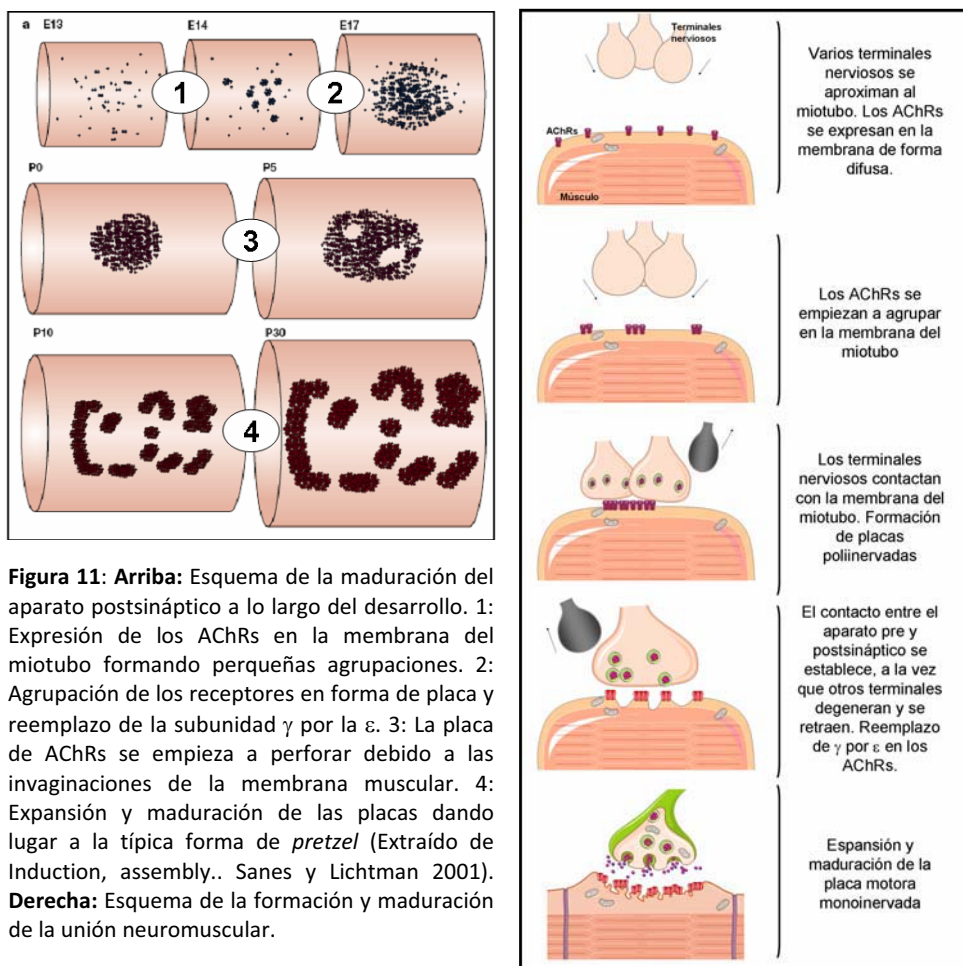 a E13 E14 E17
1 2
P0 P5
3
P10 P30
4
Figura 11: Arriba: Esquema de la maduración del
aparato postsináptico a lo largo del desarrollo. 1:
Expresión de los AChRs en la membrana del
miotubo formando perqueñas agrupaciones. 2:
Agrupación de los receptores en forma de placa y
reemplazo de la subunidad γ por la ε. 3: La placa
de AChRs se empieza a perforar debido a las
invaginaciones de la membrana muscular. 4:
Expansión y maduración de las placas dando
lugar a la típica forma de pretzel (Extraído de
Induction, assembly.. Sanes y Lichtman 2001).
Derecha: Esquema de la formación y maduración
de la unión neuromuscular.
Terminales
nerviosos
AChRs
Músculo
Varios terminales
nerviosos se
aproximan al
miotubo. Los AChRs
se expresan en la
membrana de forma
difusa.
Los AChRs se
empiezan a agrupar
en la membrana del
miotubo
Los terminales
nerviosos contactan
con la membrana del
miotubo. Formación
de placas
poliinervadas
El contacto entre el
aparato pre y
postsináptico se
establece, a la vez
que otros terminales
degeneran y se
retraen. Reemplazo
de γ por ε en los
AChRs.
Espansión y
maduración de la
placa motora
monoinervada